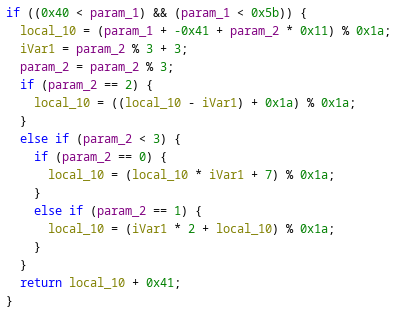 if ((0x40 < param_1) && (param_1 < 0x5b)) {
  local_10 = (param_1 + -0x41 + param_2 * 0x11) % 0x1a;
  iVar1 = param_2 % 3 + 3;
  param_2 = param_2 % 3;
  if (param_2 == 2) {
    local_10 = ((local_10 - iVar1) + 0x1a) % 0x1a;
  }
  else if (param_2 < 3) {
    if (param_2 == 0) {
      local_10 = (local_10 * iVar1 + 7) % 0x1a;
    }
    else if (param_2 == 1) {
      local_10 = (iVar1 * 2 + local_10) % 0x1a;
    }
  }
  return local_10 + 0x41;
}